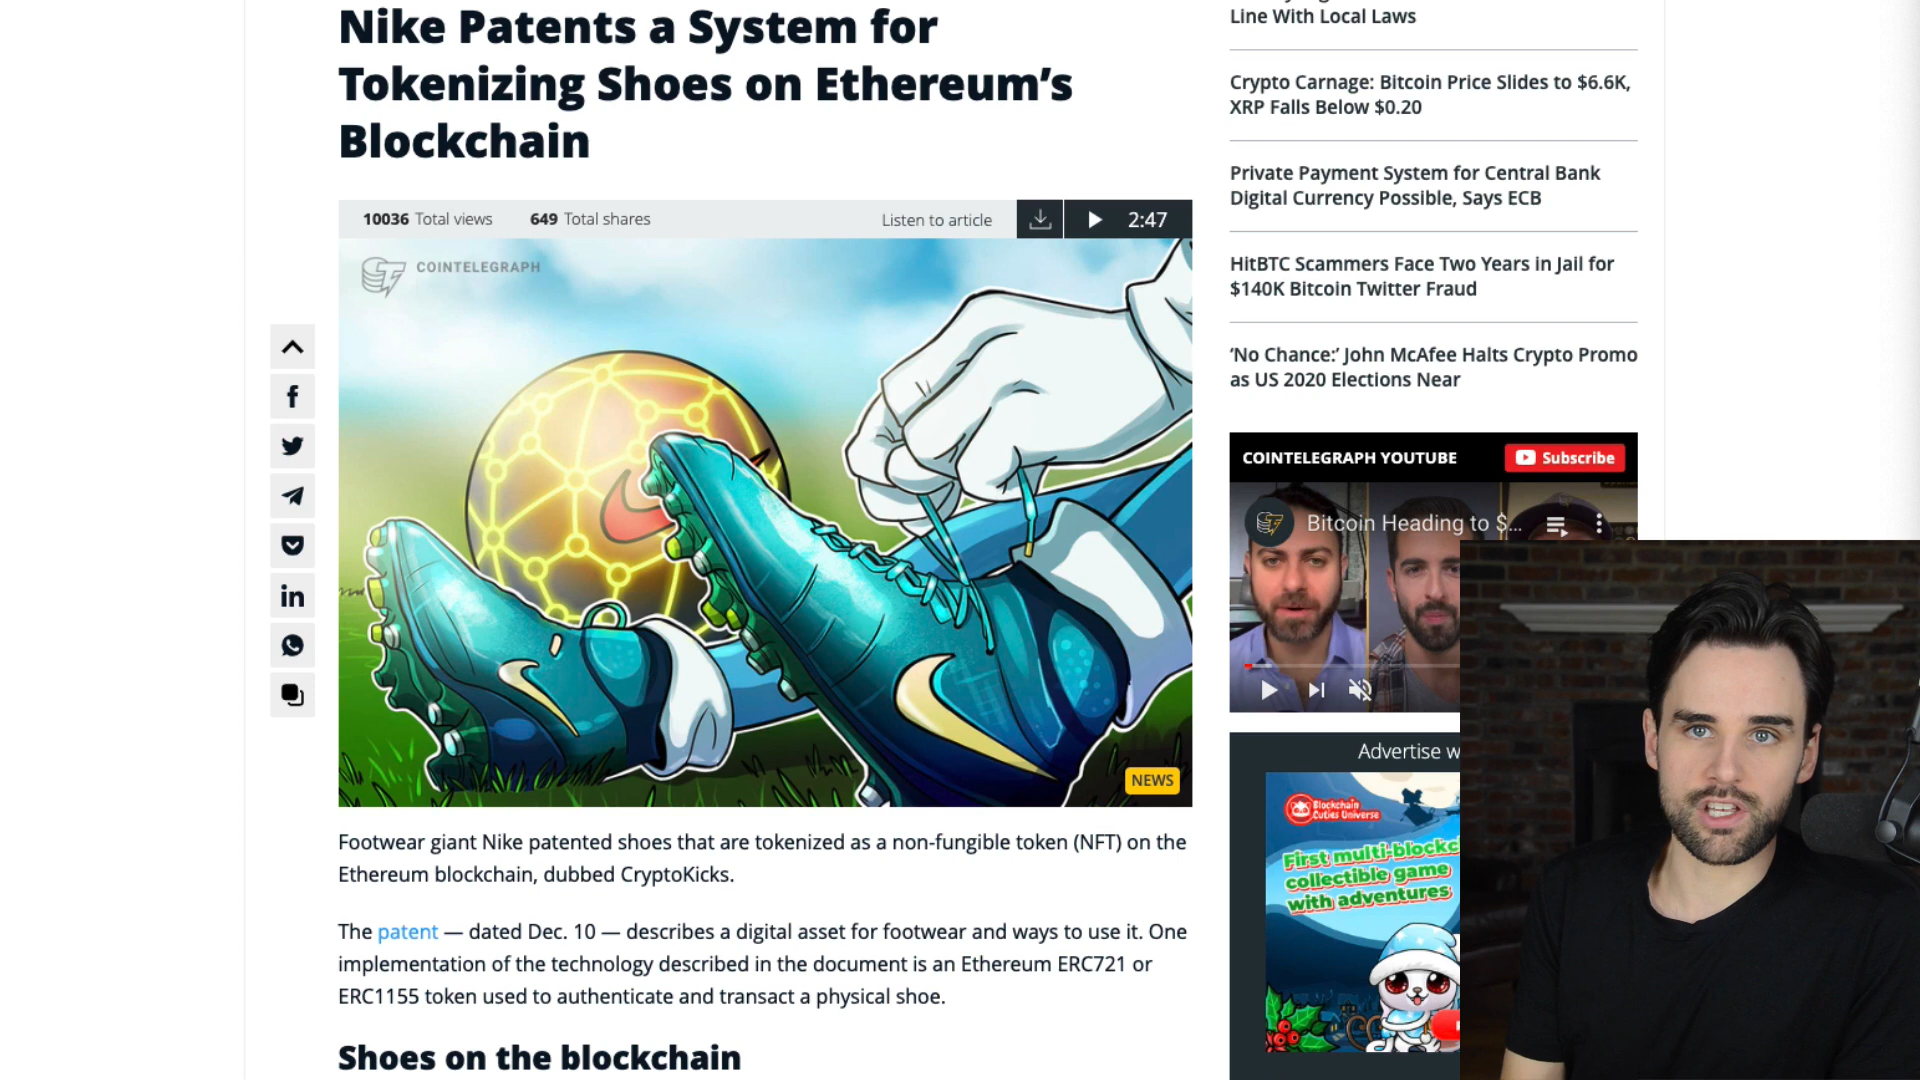 Nike Patents a System for
Tokenizing Shoes on Ethereum’s
Blockchain
10036 Total views 649 Total shares Listen to article 2:47
COINTELEGRAPH
NEWS
Footwear giant Nike patented shoes that are tokenized as a non-fungible token (NFT) on the
Ethereum blockchain, dubbed CryptoKicks.
The patent — dated Dec. 10 — describes a digital asset for footwear and ways to use it. One
implementation of the technology described in the document is an Ethereum ERC721 or
ERC1155 token used to authenticate and transact a physical shoe.
Shoes on the blockchain
Line With Local Laws
Crypto Carnage: Bitcoin Price Slides to $6.6K,
XRP Falls Below $0.20
Private Payment System for Central Bank
Digital Currency Possible, Says ECB
HitBTC Scammers Face Two Years in Jail for
$140K Bitcoin Twitter Fraud
‘No Chance:’ John McAfee Halts Crypto Promo
as US 2020 Elections Near
COINTELEGRAPH YOUTUBE Subscribe
Bitcoin Heading to $...
Advertise w
Blockchain
Cuties Universe
First multi-blockc
collectible game
with adventures